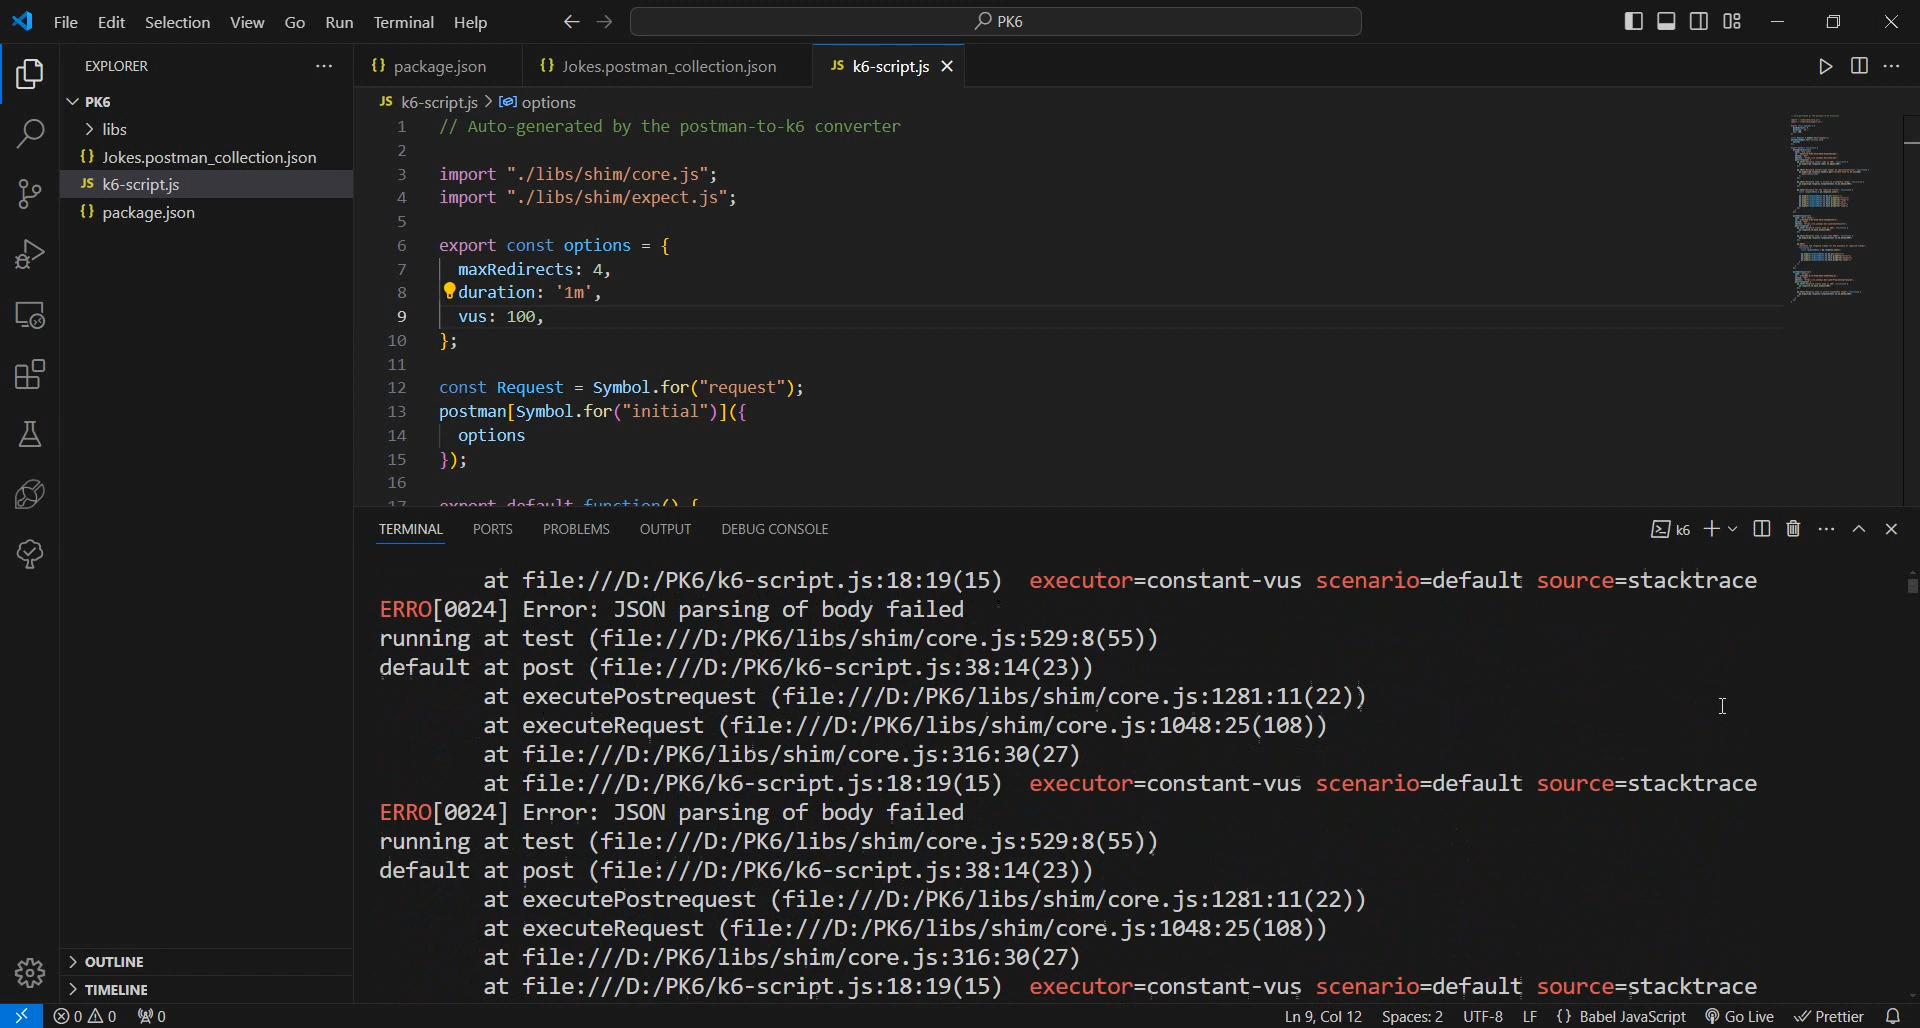 File Edit Selection View Go Run Terminal Help
PK6
EXPLORER
PK6
libs
Jokes.postman_collection.json
JS k6-script.js
{} package.json
OUTLINE
TIMELINE
{} package.json
{} Jokes.postman_collection.json
JS k6-script.js
JS k6-script.js > options
1 // Auto-generated by the postman-to-k6 converter
2
3 import "./libs/shim/core.js";
4 import "./libs/shim/expect.js";
5
6 export const options = {
7 maxRedirects: 4,
8 duration: '1m',
9 vus: 100,
10 };
11
12 const Request = Symbol.for("request");
13 postman[Symbol.for("initial")]({
14 options
15 });
16
17 export default function() {
TERMINAL PORTS PROBLEMS OUTPUT DEBUG CONSOLE
k6
at file:///D:/PK6/k6-script.js:18:19(15) executor=constant-vus scenario=default source=stacktrace
ERRO[0024] Error: JSON parsing of body failed
running at test (file:///D:/PK6/libs/shim/core.js:529:8(55))
default at post (file:///D:/PK6/k6-script.js:38:14(23))
at executePostrequest (file:///D:/PK6/libs/shim/core.js:1281:11(22))
at executeRequest (file:///D:/PK6/libs/shim/core.js:1048:25(108))
at file:///D:/PK6/libs/shim/core.js:316:30(27)
at file:///D:/PK6/k6-script.js:18:19(15) executor=constant-vus scenario=default source=stacktrace
ERRO[0024] Error: JSON parsing of body failed
running at test (file:///D:/PK6/libs/shim/core.js:529:8(55))
default at post (file:///D:/PK6/k6-script.js:38:14(23))
at executePostrequest (file:///D:/PK6/libs/shim/core.js:1281:11(22))
at executeRequest (file:///D:/PK6/libs/shim/core.js:1048:25(108))
at file:///D:/PK6/libs/shim/core.js:316:30(27)
at file:///D:/PK6/k6-script.js:18:19(15) executor=constant-vus scenario=default source=stacktrace
0 0 0
Ln 9, Col 12 Spaces: 2 UTF-8 LF {} Babel JavaScript Go Live Prettier